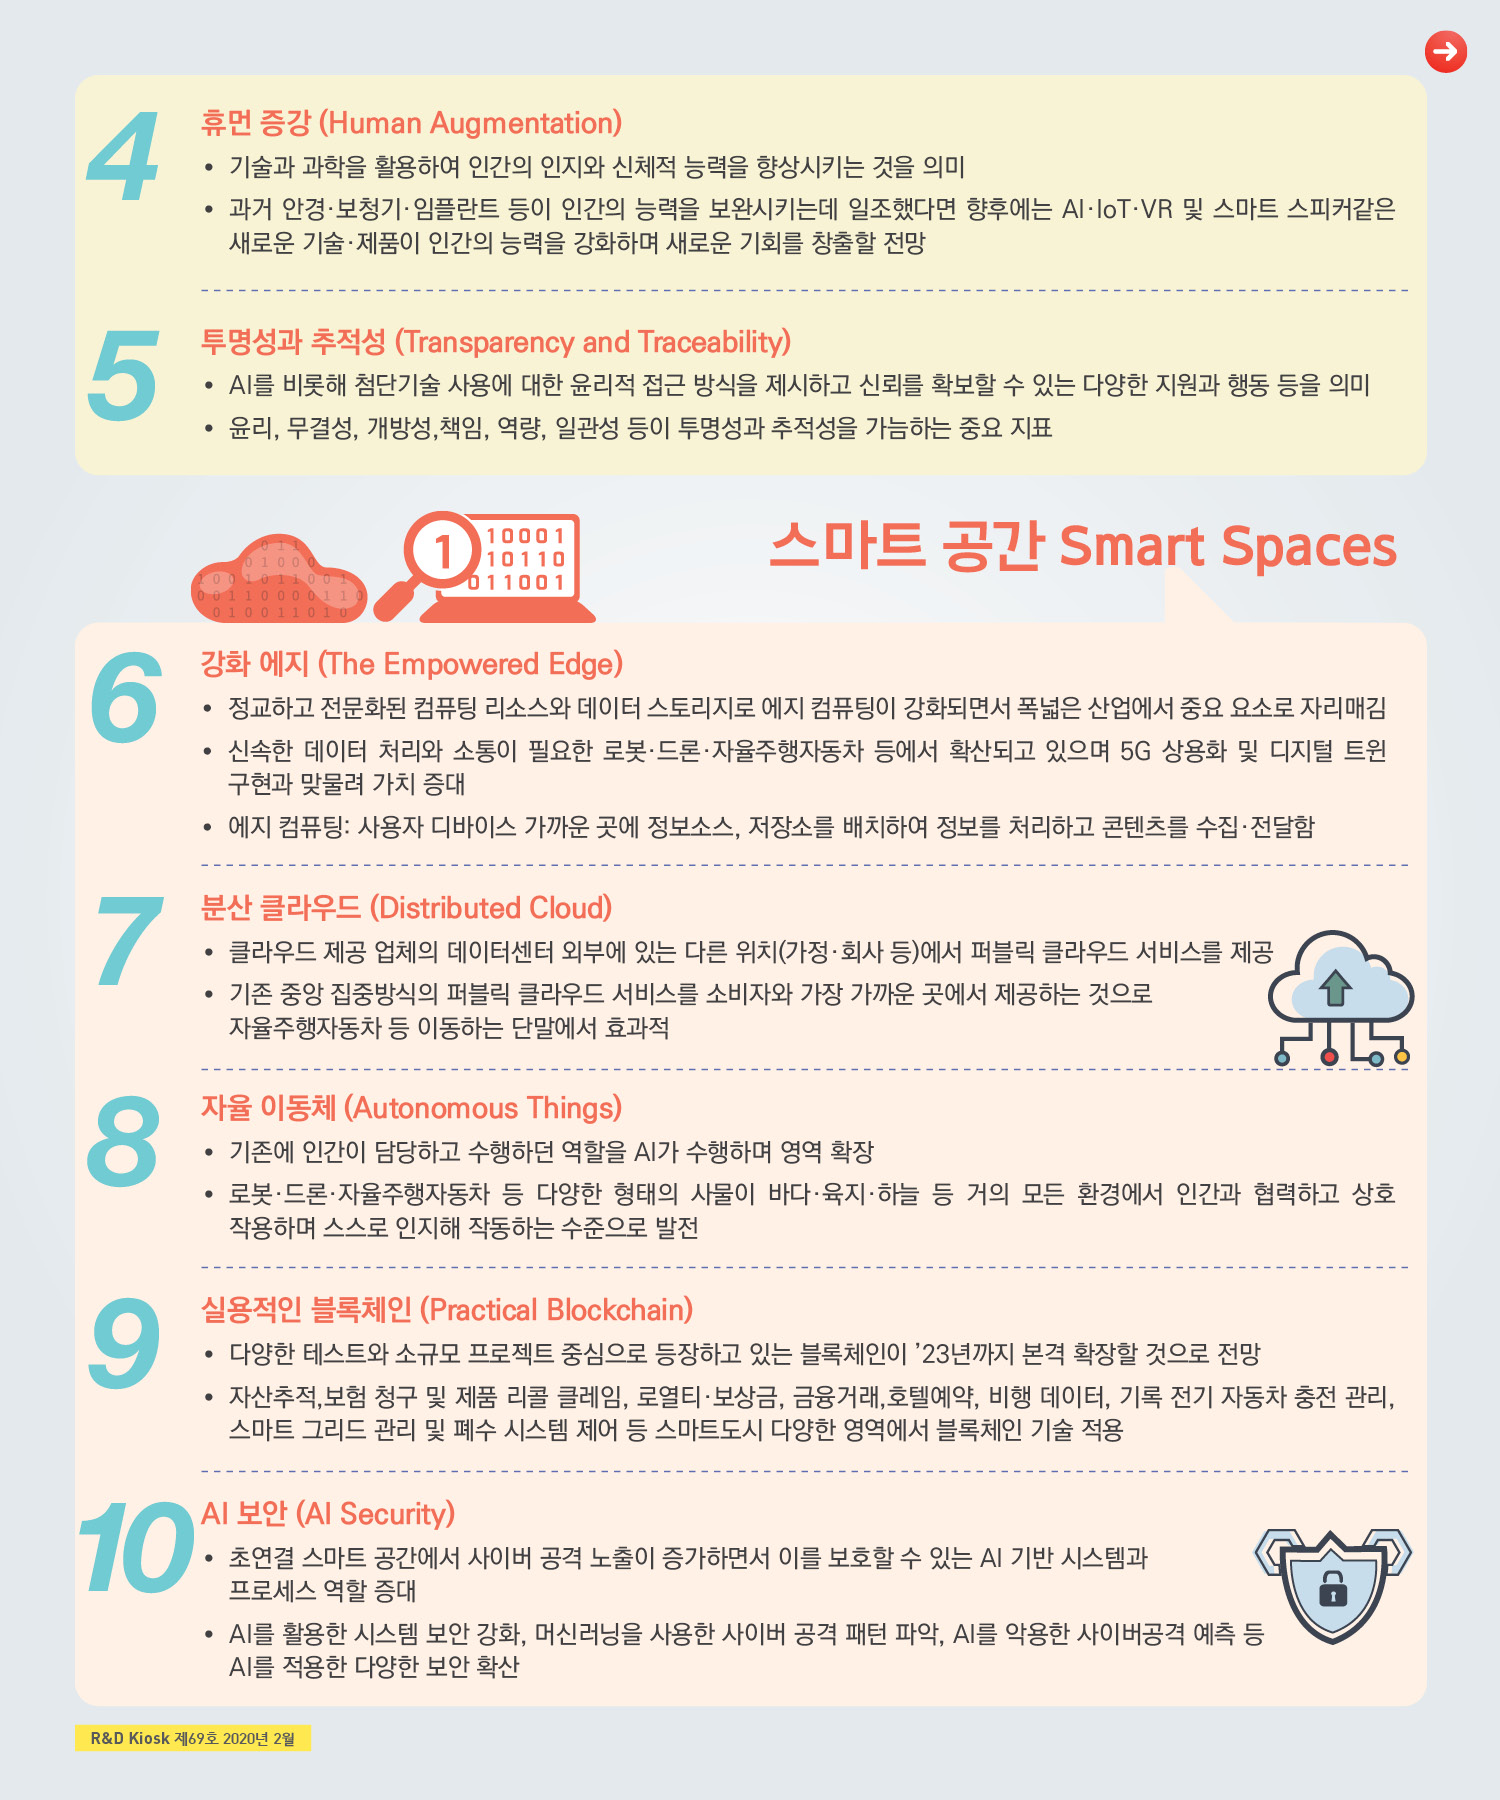 4
휴먼 증강 (Human Augmentation)
• 기술과 과학을 활용하여 인간의 인지와 신체적 능력을 향상시키는 것을 의미
• 과거 안경·보청기·임플란트 등이 인간의 능력을 보완시키는데 일조했다면 향후에는 AI·IoT·VR 및 스마트 스피커같은
새로운 기술·제품이 인간의 능력을 강화하며 새로운 기회를 창출할 전망
5
투명성과 추적성 (Transparency and Traceability)
• AI를 비롯해 첨단기술 사용에 대한 윤리적 접근 방식을 제시하고 신뢰를 확보할 수 있는 다양한 지원과 행동 등을 의미
• 윤리, 무결성, 개방성,책임, 역량, 일관성 등이 투명성과 추적성을 가늠하는 중요 지표
0 1 1
0 1 0 0 0
1 0 0 1 0 1 1 0 0 1
0 0 1 1 0 0 0 0 1 1 0
0 1 0 0 1 1 0 1 0
1
10001
10110
011001
스마트 공간 Smart Spaces
6
강화 에지 (The Empowered Edge)
• 정교하고 전문화된 컴퓨팅 리소스와 데이터 스토리지로 에지 컴퓨팅이 강화되면서 폭넓은 산업에서 중요 요소로 자리매김
• 신속한 데이터 처리와 소통이 필요한 로봇·드론·자율주행자동차 등에서 확산되고 있으며 5G 상용화 및 디지털 트윈
구현과 맞물려 가치 증대
• 에지 컴퓨팅: 사용자 디바이스 가까운 곳에 정보소스, 저장소를 배치하여 정보를 처리하고 콘텐츠를 수집·전달함
7
분산 클라우드 (Distributed Cloud)
• 클라우드 제공 업체의 데이터센터 외부에 있는 다른 위치(가정·회사 등)에서 퍼블릭 클라우드 서비스를 제공
• 기존 중앙 집중방식의 퍼블릭 클라우드 서비스를 소비자와 가장 가까운 곳에서 제공하는 것으로
자율주행자동차 등 이동하는 단말에서 효과적
8
자율 이동체 (Autonomous Things)
• 기존에 인간이 담당하고 수행하던 역할을 AI가 수행하며 영역 확장
• 로봇·드론·자율주행자동차 등 다양한 형태의 사물이 바다·육지·하늘 등 거의 모든 환경에서 인간과 협력하고 상호
작용하며 스스로 인지해 작동하는 수준으로 발전
9
실용적인 블록체인 (Practical Blockchain)
• 다양한 테스트와 소규모 프로젝트 중심으로 등장하고 있는 블록체인이 ’23년까지 본격 확장할 것으로 전망
• 자산추적,보험 청구 및 제품 리콜 클레임, 로열티·보상금, 금융거래,호텔예약, 비행 데이터, 기록 전기 자동차 충전 관리,
스마트 그리드 관리 및 폐수 시스템 제어 등 스마트도시 다양한 영역에서 블록체인 기술 적용
10
AI 보안 (AI Security)
• 초연결 스마트 공간에서 사이버 공격 노출이 증가하면서 이를 보호할 수 있는 AI 기반 시스템과
프로세스 역할 증대
• AI를 활용한 시스템 보안 강화, 머신러닝을 사용한 사이버 공격 패턴 파악, AI를 악용한 사이버공격 예측 등
AI를 적용한 다양한 보안 확산
R&D Kiosk 제69호 2020년 2월